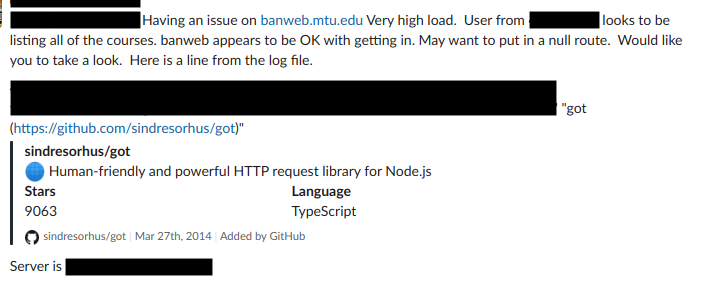 Having an issue on banweb.mtu.edu Very high load. User from looks to be
listing all of the courses. banweb appears to be OK with getting in. May want to put in a null route. Would like
you to take a look. Here is a line from the log file.
" "got
(https://github.com/sindresorhus/got)"
sindresorhus/got
Human-friendly and powerful HTTP request library for Node.js
Stars Language
9063 TypeScript
sindresorhus/got | Mar 27th, 2014 | Added by GitHub
Server is